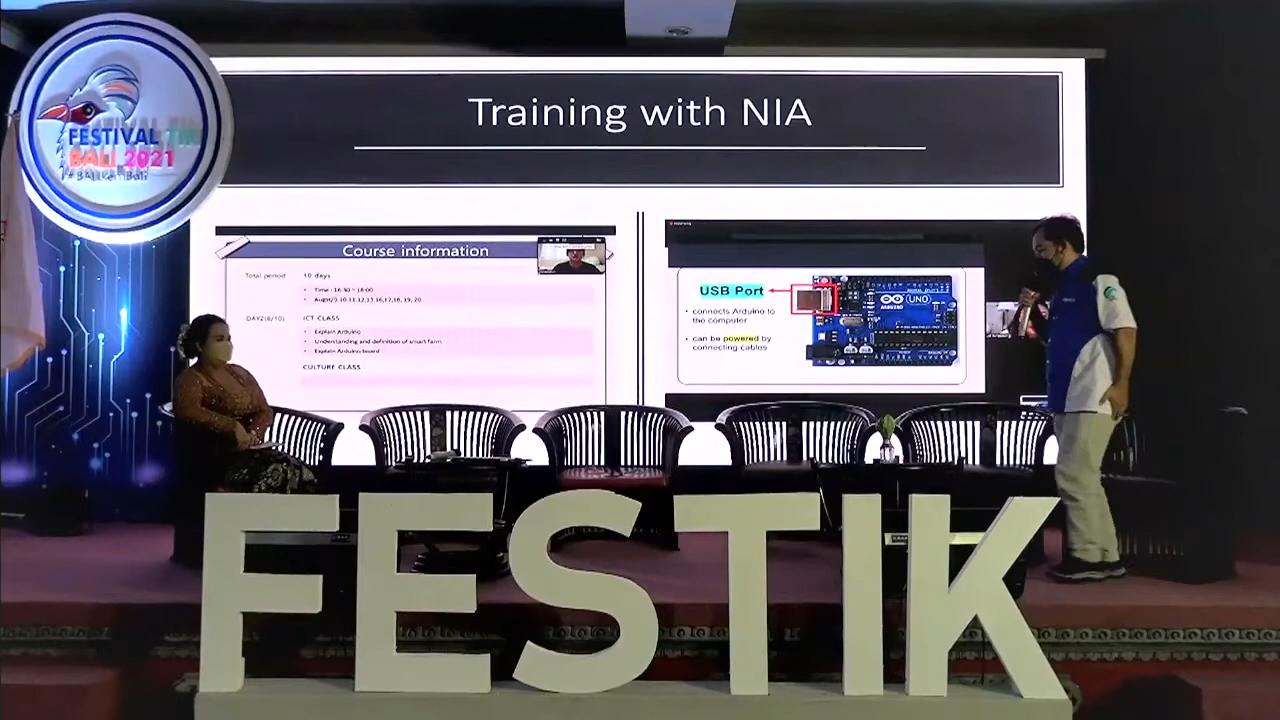 FESTIVAL TIK
BALI 2021
#BALIkemBali
Training with NIA
Course information
Total period
10 days
• Time : 16:30 ~ 18:00
• Aug/9.10.11.12.13.16,17,18, 19, 20
DAY2(8/10)
ICT CLASS
• Explain Arduino
• Understanding and definition of smart farm
• Explain Arduino board
CULTURE CLASS
USB Port
• connects Arduino to
the computer
• can be powered by
connecting cables
UNO
ARDUINO
FESTIK